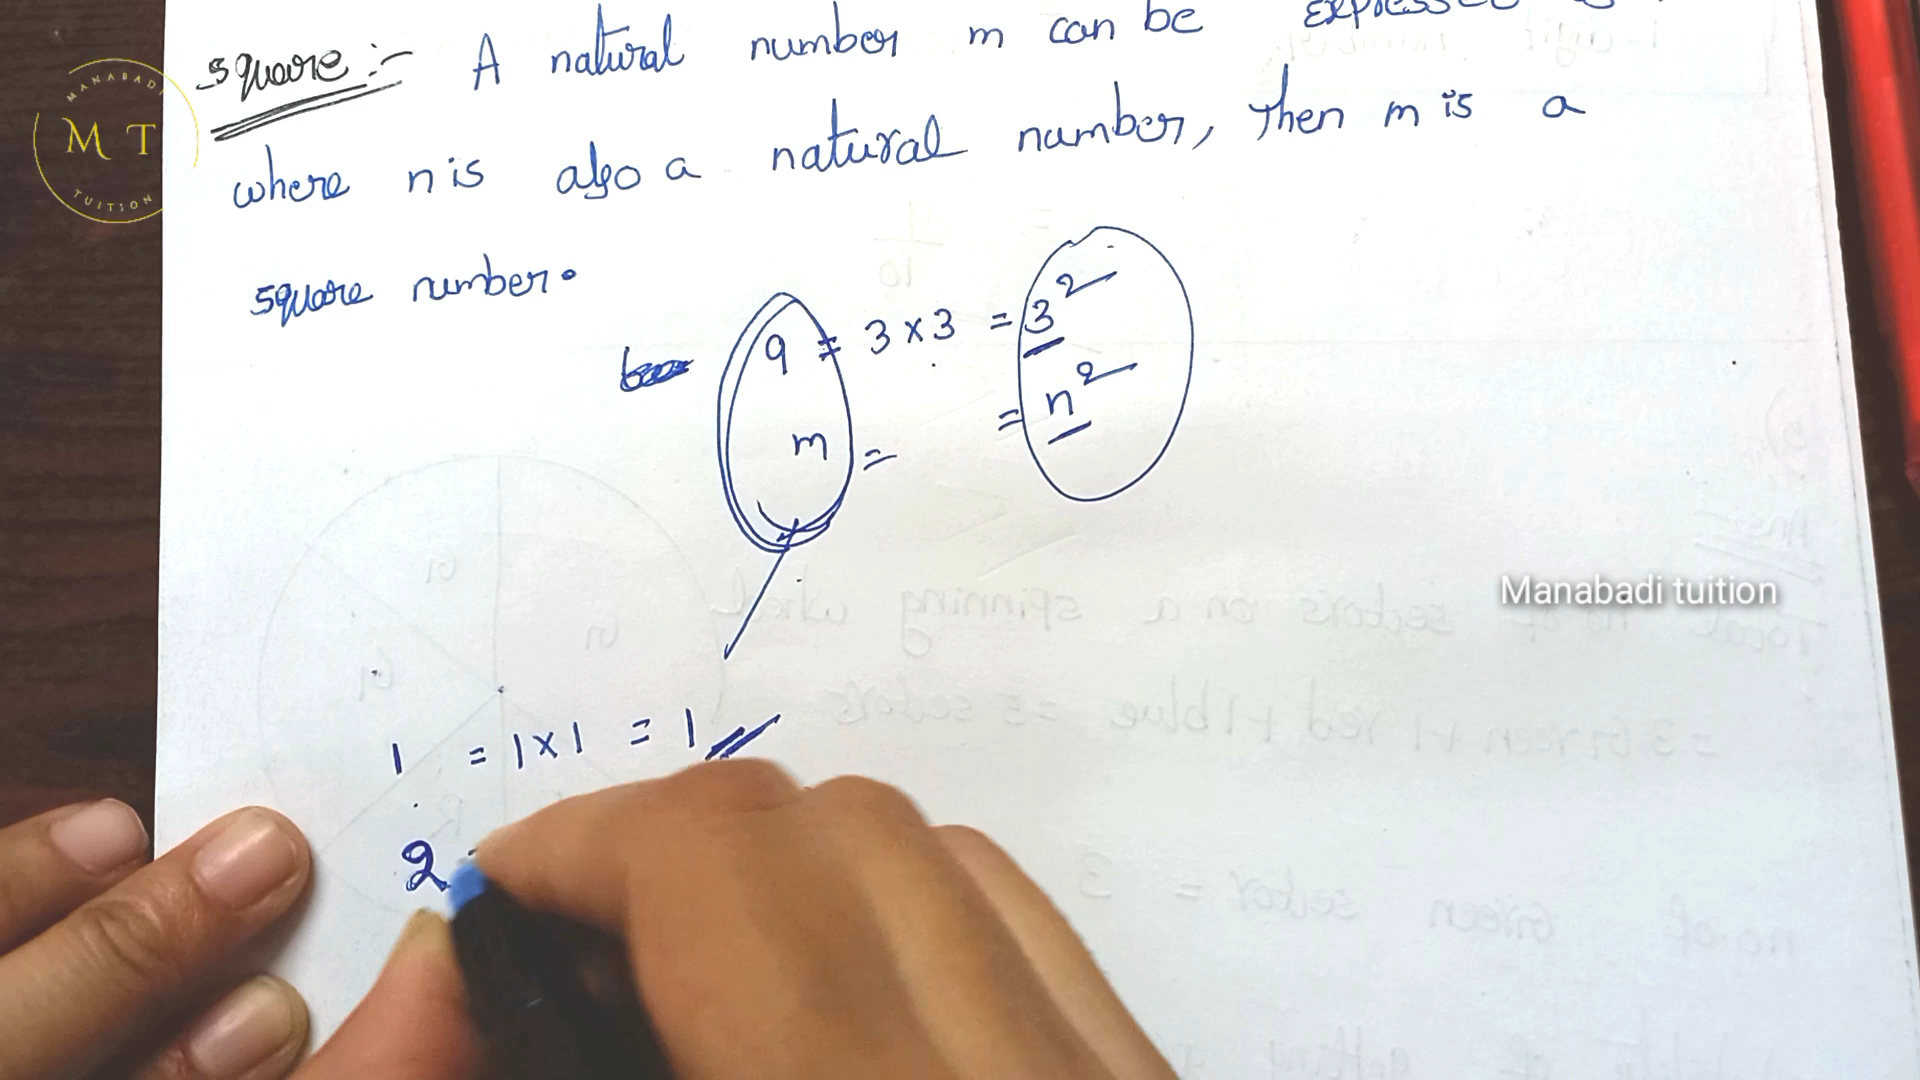 square :- A natural number m can be expressed
where n is also a natural number, then m is a
square number.
9 = 3 × 3 = 3²
m = = n²
1 = 1 × 1 = 1
2
MANABADI
M T
TUITION
Manabadi tuition